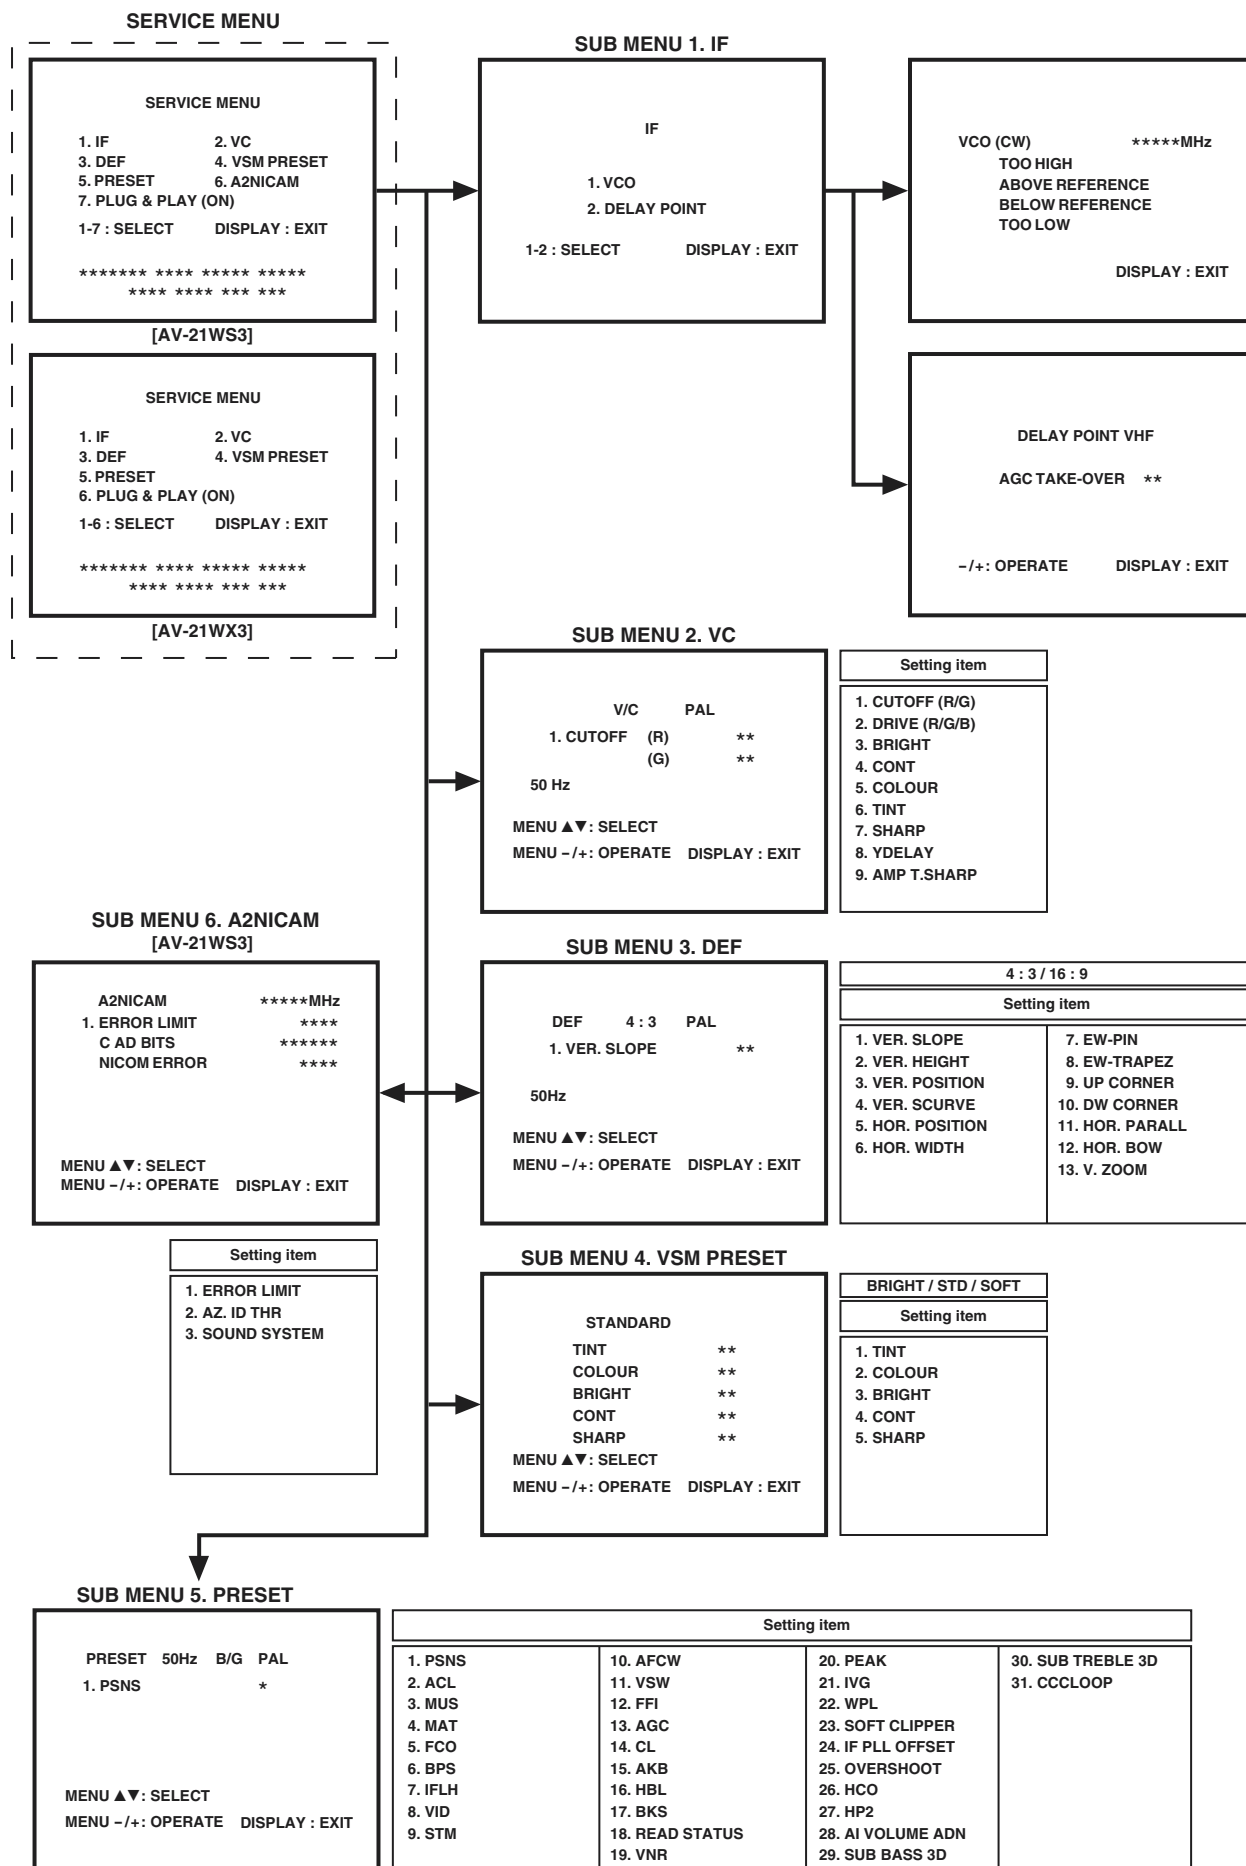 SERVICE MENU
SERVICE MENU
1. IF 2. VC
3. DEF 4. VSM PRESET
5. PRESET 6. A2NICAM
7. PLUG & PLAY (ON)
1-7 : SELECT DISPLAY : EXIT
******* **** ***** *****
**** **** *** ***
[AV-21WS3]
SERVICE MENU
1. IF 2. VC
3. DEF 4. VSM PRESET
5. PRESET
6. PLUG & PLAY (ON)
1-6 : SELECT DISPLAY : EXIT
******* **** ***** *****
**** **** *** ***
[AV-21WX3]
SUB MENU 1. IF
IF
1. VCO
2. DELAY POINT
1-2 : SELECT DISPLAY : EXIT
VCO (CW) *****MHz
TOO HIGH
ABOVE REFERENCE
BELOW REFERENCE
TOO LOW
DISPLAY : EXIT
DELAY POINT VHF
AGC TAKE-OVER **
−/+: OPERATE DISPLAY : EXIT
SUB MENU 2. VC
V/C PAL
1. CUTOFF (R) **
(G) **
50 Hz
MENU ▲▼: SELECT
MENU −/+: OPERATE DISPLAY : EXIT
Setting item
1. CUTOFF (R/G)
2. DRIVE (R/G/B)
3. BRIGHT
4. CONT
5. COLOUR
6. TINT
7. SHARP
8. YDELAY
9. AMP T.SHARP
SUB MENU 6. A2NICAM
[AV-21WS3]
A2NICAM *****MHz
1. ERROR LIMIT ****
C AD BITS ******
NICOM ERROR ****
MENU ▲▼: SELECT
MENU −/+: OPERATE DISPLAY : EXIT
Setting item
1. ERROR LIMIT
2. AZ. ID THR
3. SOUND SYSTEM
SUB MENU 3. DEF
DEF 4 : 3 PAL
1. VER. SLOPE **
50Hz
MENU ▲▼: SELECT
MENU −/+: OPERATE DISPLAY : EXIT
4 : 3 / 16 : 9
Setting item
1. VER. SLOPE
2. VER. HEIGHT
3. VER. POSITION
4. VER. SCURVE
5. HOR. POSITION
6. HOR. WIDTH
7. EW-PIN
8. EW-TRAPEZ
9. UP CORNER
10. DW CORNER
11. HOR. PARALL
12. HOR. BOW
13. V. ZOOM
SUB MENU 4. VSM PRESET
STANDARD
TINT **
COLOUR **
BRIGHT **
CONT **
SHARP **
MENU ▲▼: SELECT
MENU −/+: OPERATE DISPLAY : EXIT
BRIGHT / STD / SOFT
Setting item
1. TINT
2. COLOUR
3. BRIGHT
4. CONT
5. SHARP
SUB MENU 5. PRESET
PRESET 50Hz B/G PAL
1. PSNS *
MENU ▲▼: SELECT
MENU −/+: OPERATE DISPLAY : EXIT
Setting item
1. PSNS
2. ACL
3. MUS
4. MAT
5. FCO
6. BPS
7. IFLH
8. VID
9. STM
10. AFCW
11. VSW
12. FFI
13. AGC
14. CL
15. AKB
16. HBL
17. BKS
18. READ STATUS
19. VNR
20. PEAK
21. IVG
22. WPL
23. SOFT CLIPPER
24. IF PLL OFFSET
25. OVERSHOOT
26. HCO
27. HP2
28. AI VOLUME ADN
29. SUB BASS 3D
30. SUB TREBLE 3D
31. CCCLOOP